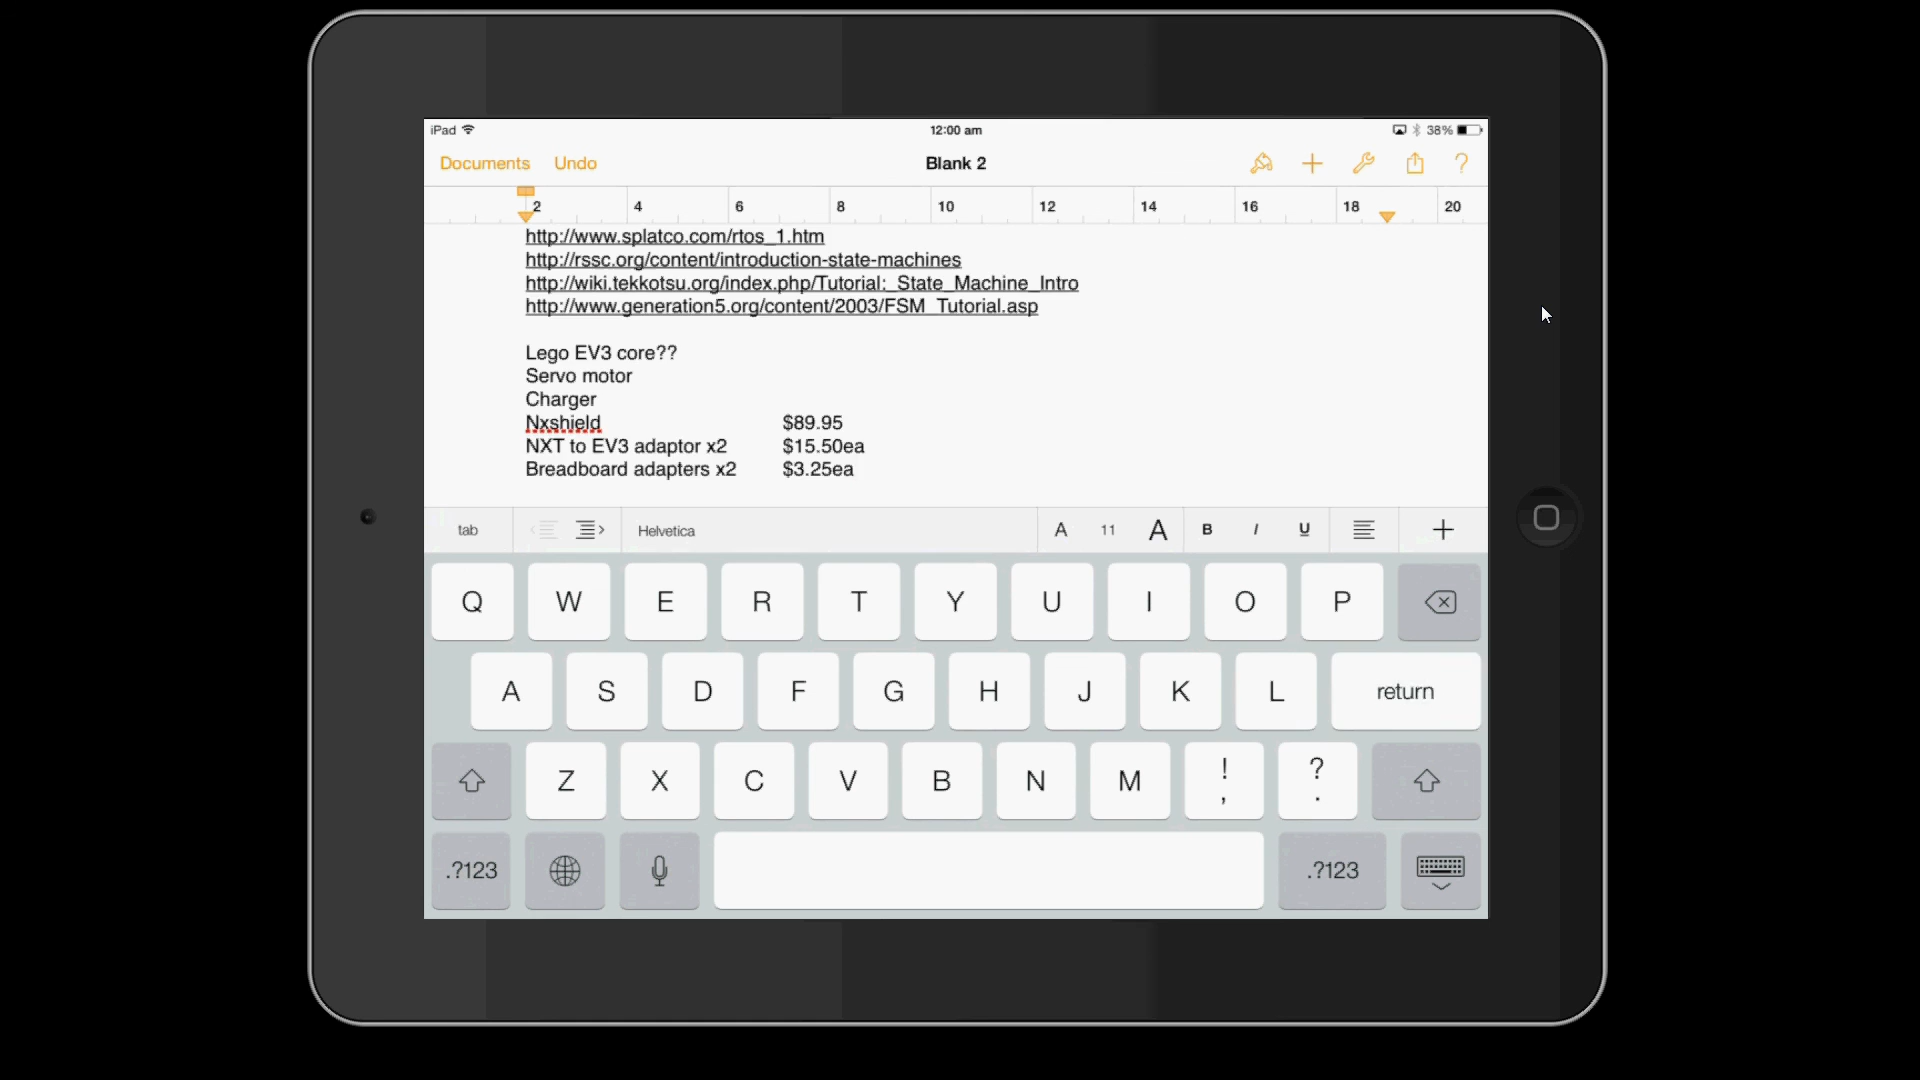 iPad 12:00 am 38%
Documents Undo Blank 2 ?
2 4 6 8 10 12 14 16 18 20
http://www.splatco.com/rtos_1.htm
http://rssc.org/content/introduction-state-machines
http://wiki.tekkotsu.org/index.php/Tutorial:_State_Machine_Intro
http://www.generation5.org/content/2003/FSM_Tutorial.asp
Lego EV3 core??
Servo motor
Charger
Nxshield $89.95
NXT to EV3 adaptor x2 $15.50ea
Breadboard adapters x2 $3.25ea
tab Helvetica A 11 A B I U
Q W E R T Y U I O P
A S D F G H J K L return
Z X C V B N M ! , ? .
.?123 .?123